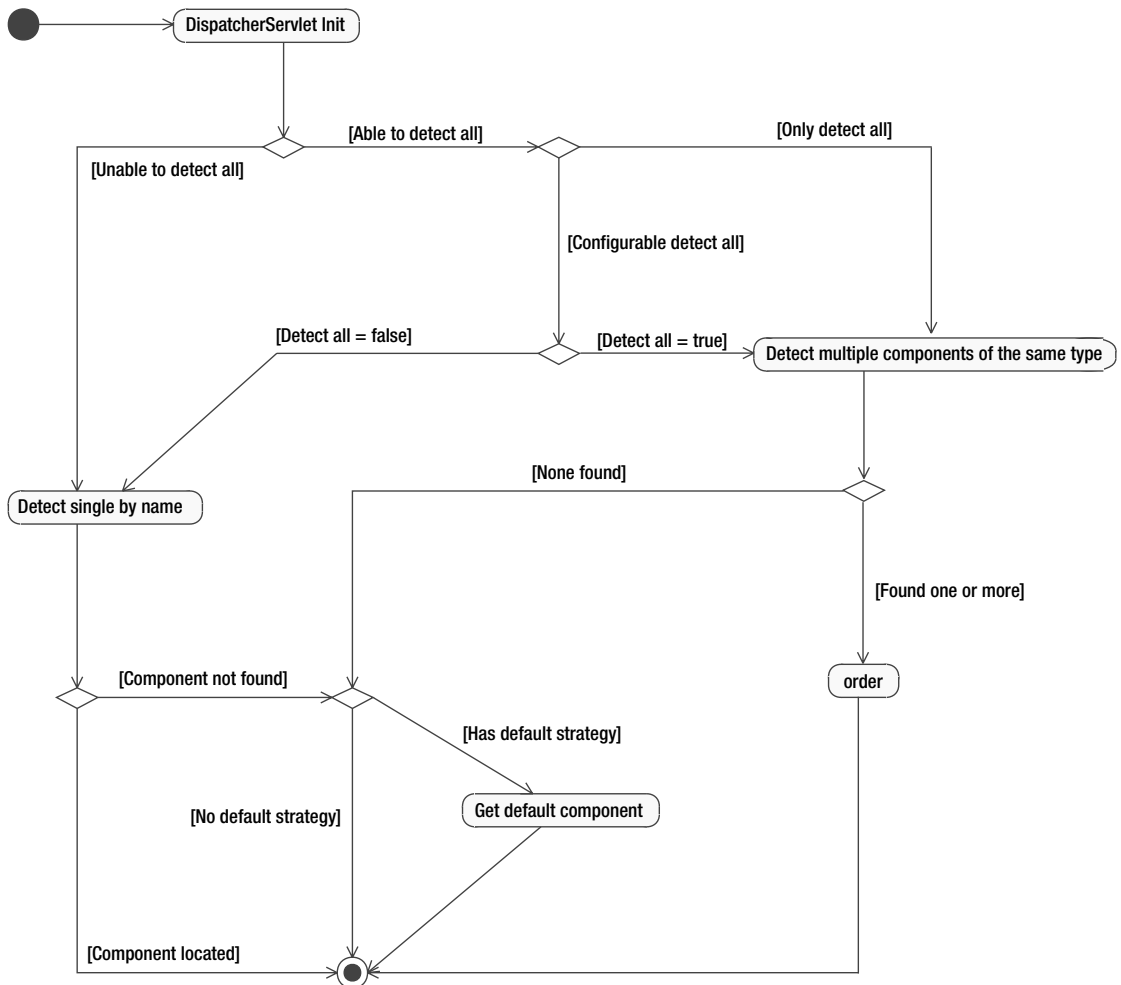 DispatcherServlet Init
[Able to detect all]
[Only detect all]
[Unable to detect all]
[Configurable detect all]
[Detect all = false]
[Detect all = true]
Detect multiple components of the same type
[None found]
Detect single by name
[Found one or more]
[Component not found]
order
[Has default strategy]
[No default strategy]
Get default component
[Component located]